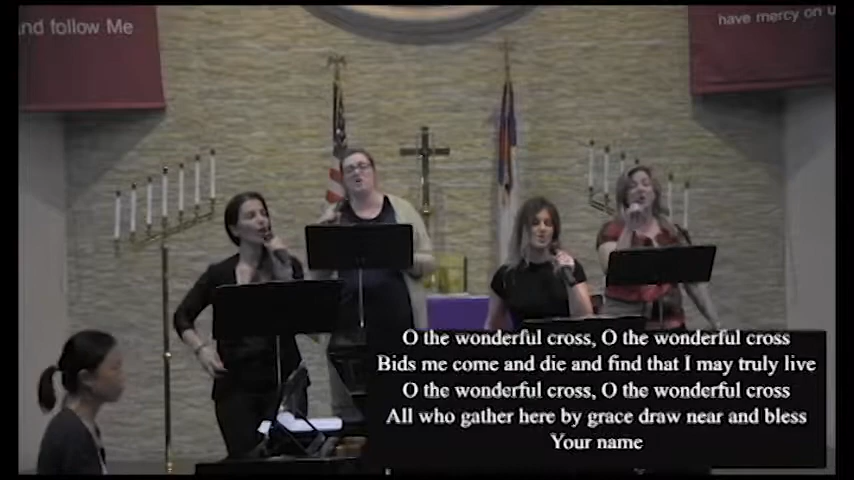 nd follow Me
have mercy on u
O the wonderful cross, O the wonderful cross
Bids me come and die and find that I may truly live
O the wonderful cross, O the wonderful cross
All who gather here by grace draw near and bless
Your name